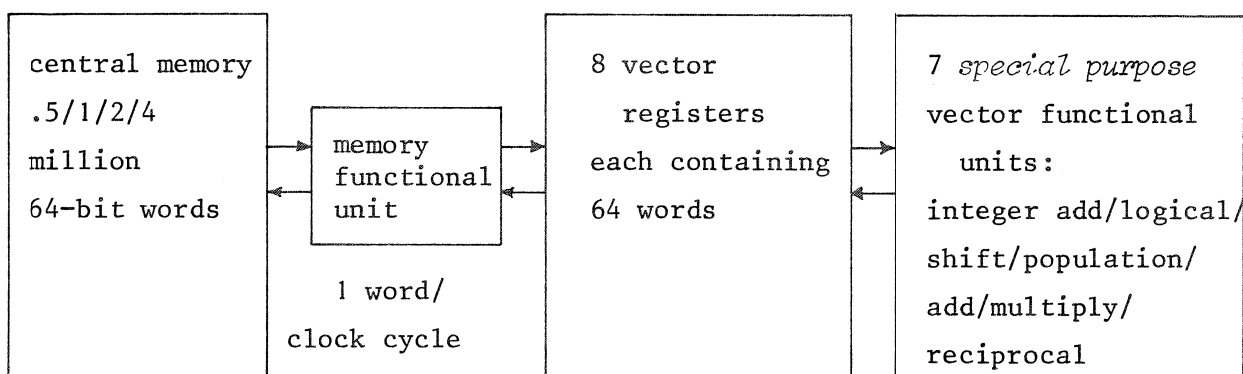 central memory
.5/1/2/4
million
64-bit words
memory
functional
unit
1 word/
clock cycle
8 vector
registers
each containing
64 words
7 special purpose
vector functional
units:
integer add/logical/
shift/population/
add/multiply/
reciprocal